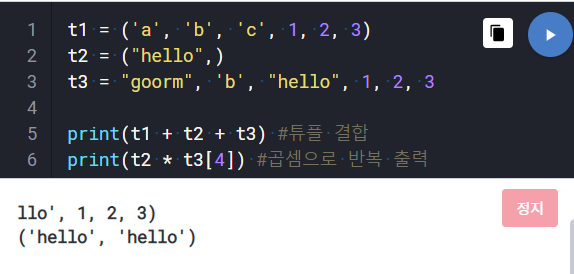 1 t1 = ('a', 'b', 'c', 1, 2, 3)
2 t2 = ("hello",)
3 t3 = "goorm", 'b', "hello", 1, 2, 3
4
5 print(t1 + t2 + t3) #튜플 결합
6 print(t2 * t3[4]) #곱셈으로 반복 출력
정지
llo', 1, 2, 3)
('hello', 'hello')